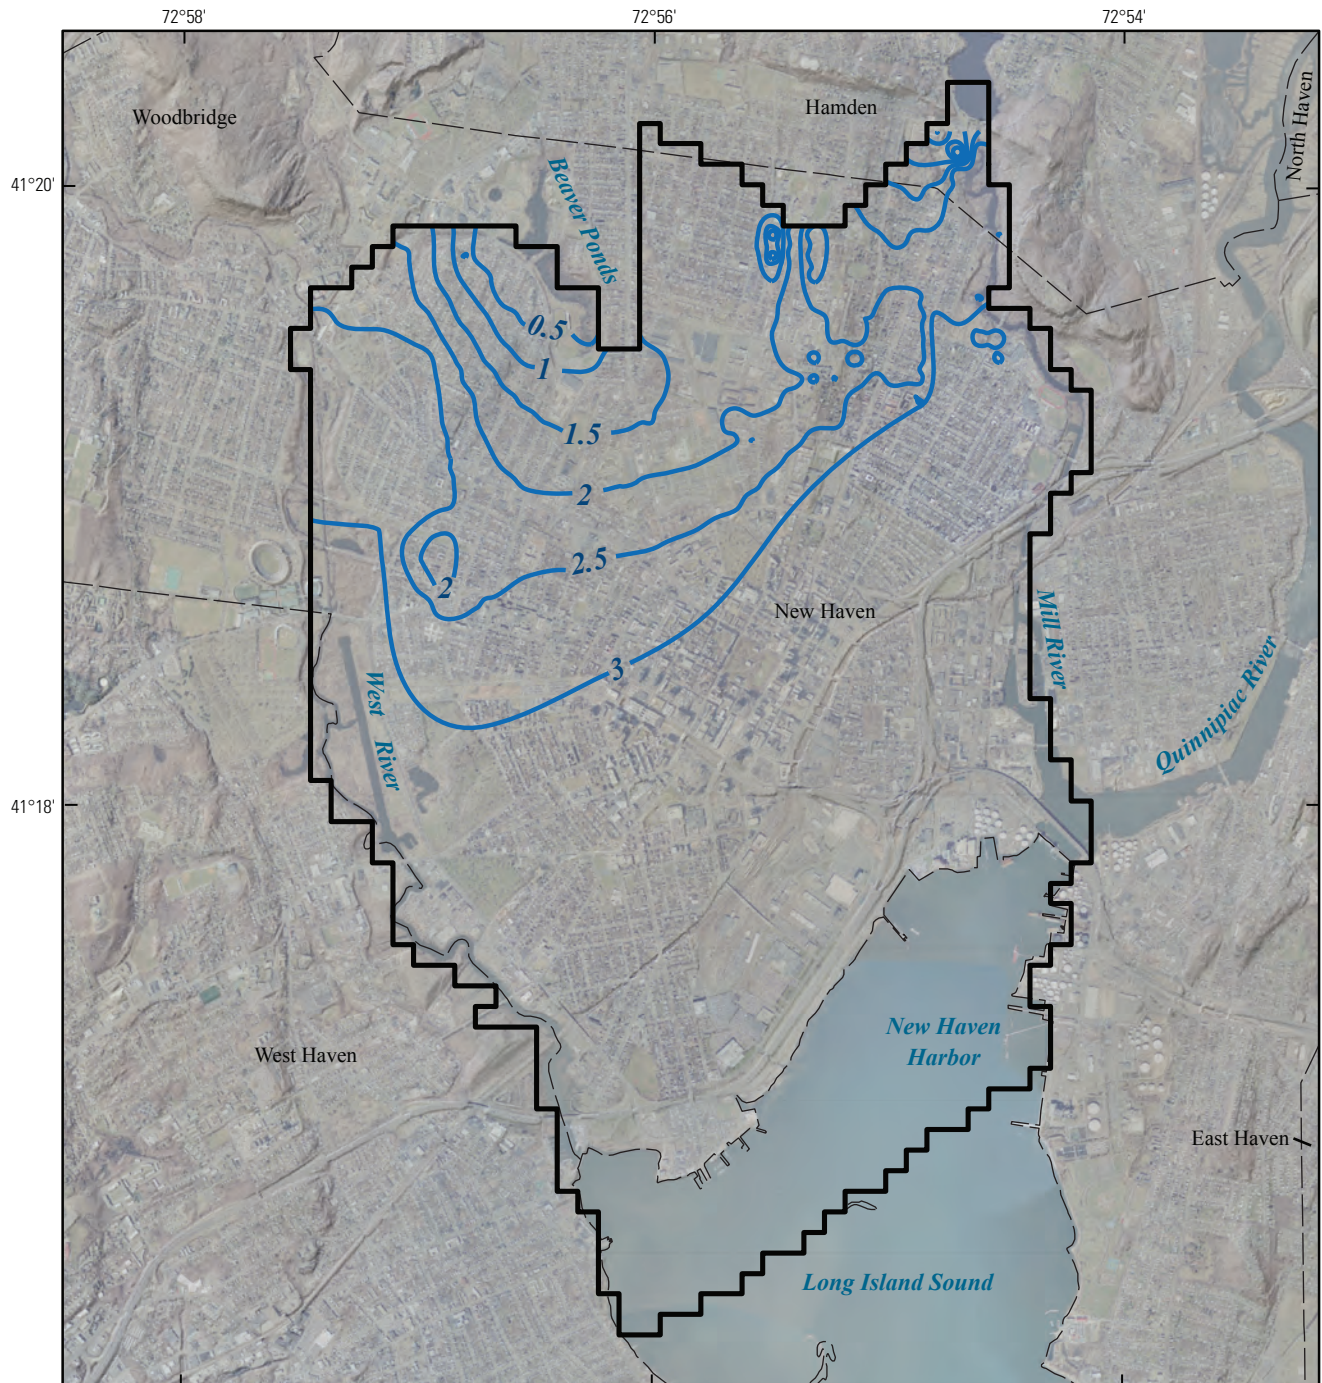 72°58'
72°56'
72°54'
Woodbridge
Hamden
North Haven
41°20'
Beaver Ponds
0.5
1
1.5
2
2.5
2
New Haven
Mill River
3
West River
Quinnipiac River
41°18'
New Haven
Harbor
West Haven
East Haven
Long Island Sound